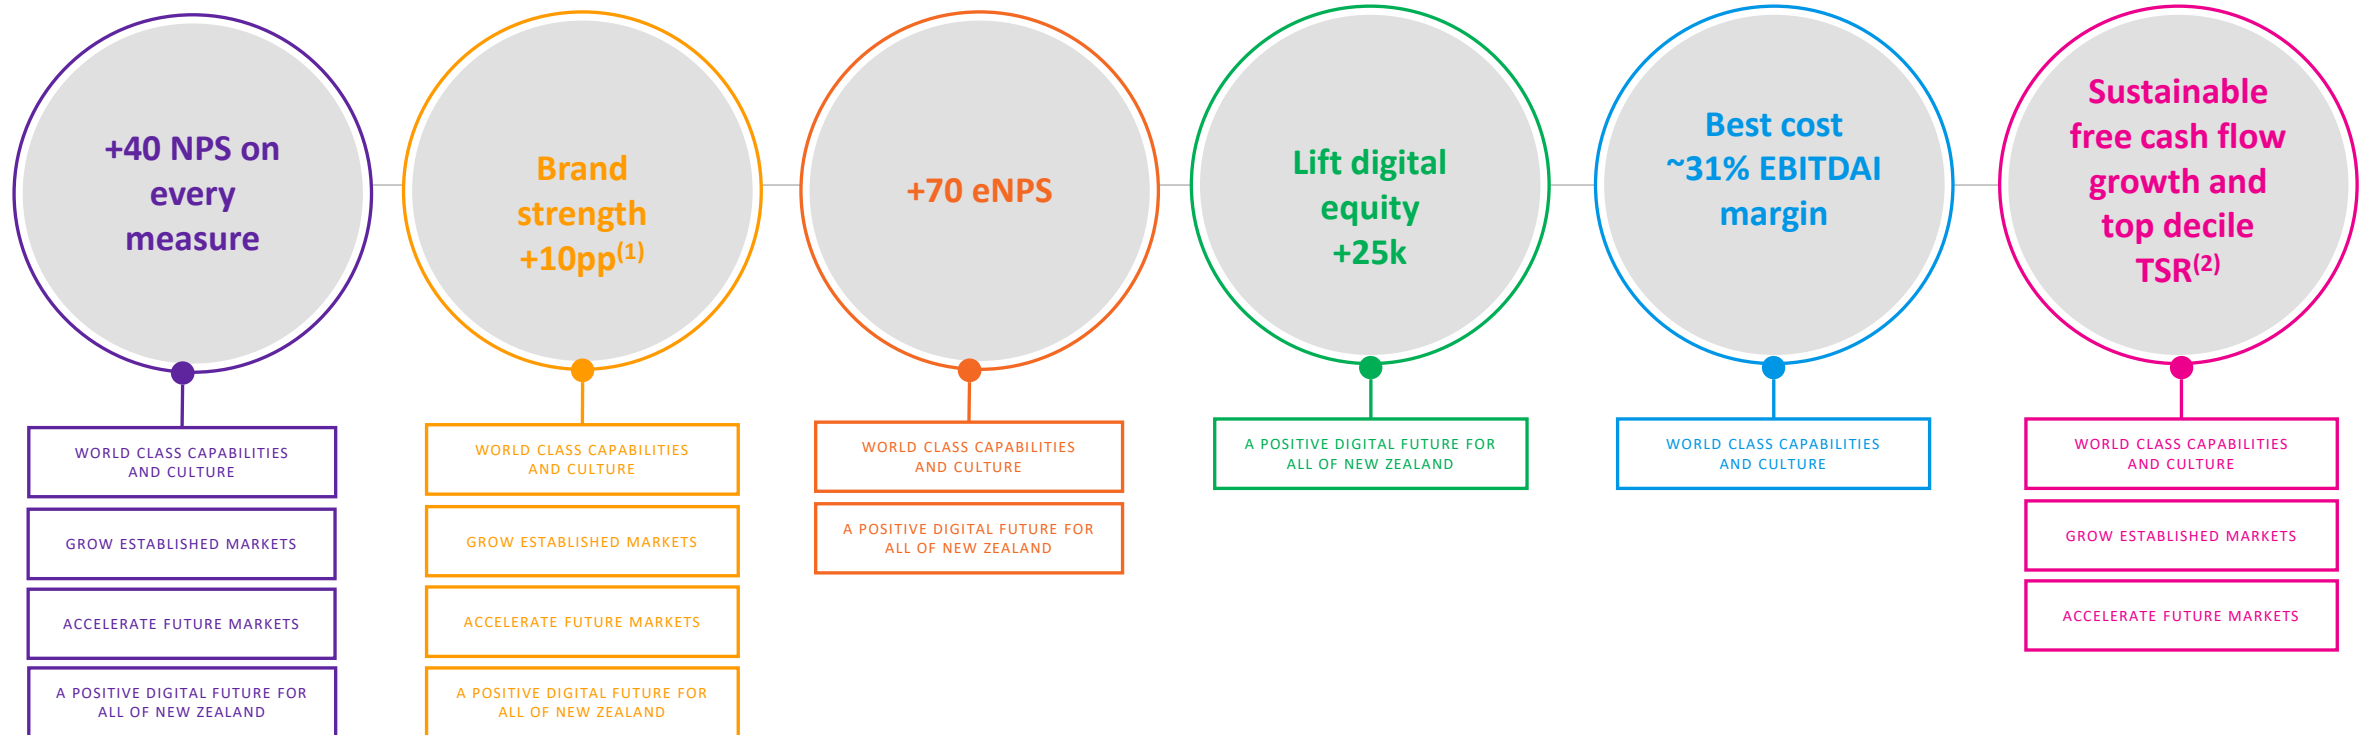 +40 NPS on
every
measure
WORLD CLASS CAPABILITIES
AND CULTURE
GROW ESTABLISHED MARKETS
ACCELERATE FUTURE MARKETS
A POSITIVE DIGITAL FUTURE FOR
ALL OF NEW ZEALAND
Brand
strength
+10pp(1)
WORLD CLASS CAPABILITIES
AND CULTURE
GROW ESTABLISHED MARKETS
ACCELERATE FUTURE MARKETS
A POSITIVE DIGITAL FUTURE FOR
ALL OF NEW ZEALAND
+70 eNPS
WORLD CLASS CAPABILITIES
AND CULTURE
A POSITIVE DIGITAL FUTURE FOR
ALL OF NEW ZEALAND
Lift digital
equity
+25k
A POSITIVE DIGITAL FUTURE FOR
ALL OF NEW ZEALAND
Best cost
~31% EBITDAI
margin
WORLD CLASS CAPABILITIES
AND CULTURE
Sustainable
free cash flow
growth and
top decile
TSR(2)
WORLD CLASS CAPABILITIES
AND CULTURE
GROW ESTABLISHED MARKETS
ACCELERATE FUTURE MARKETS